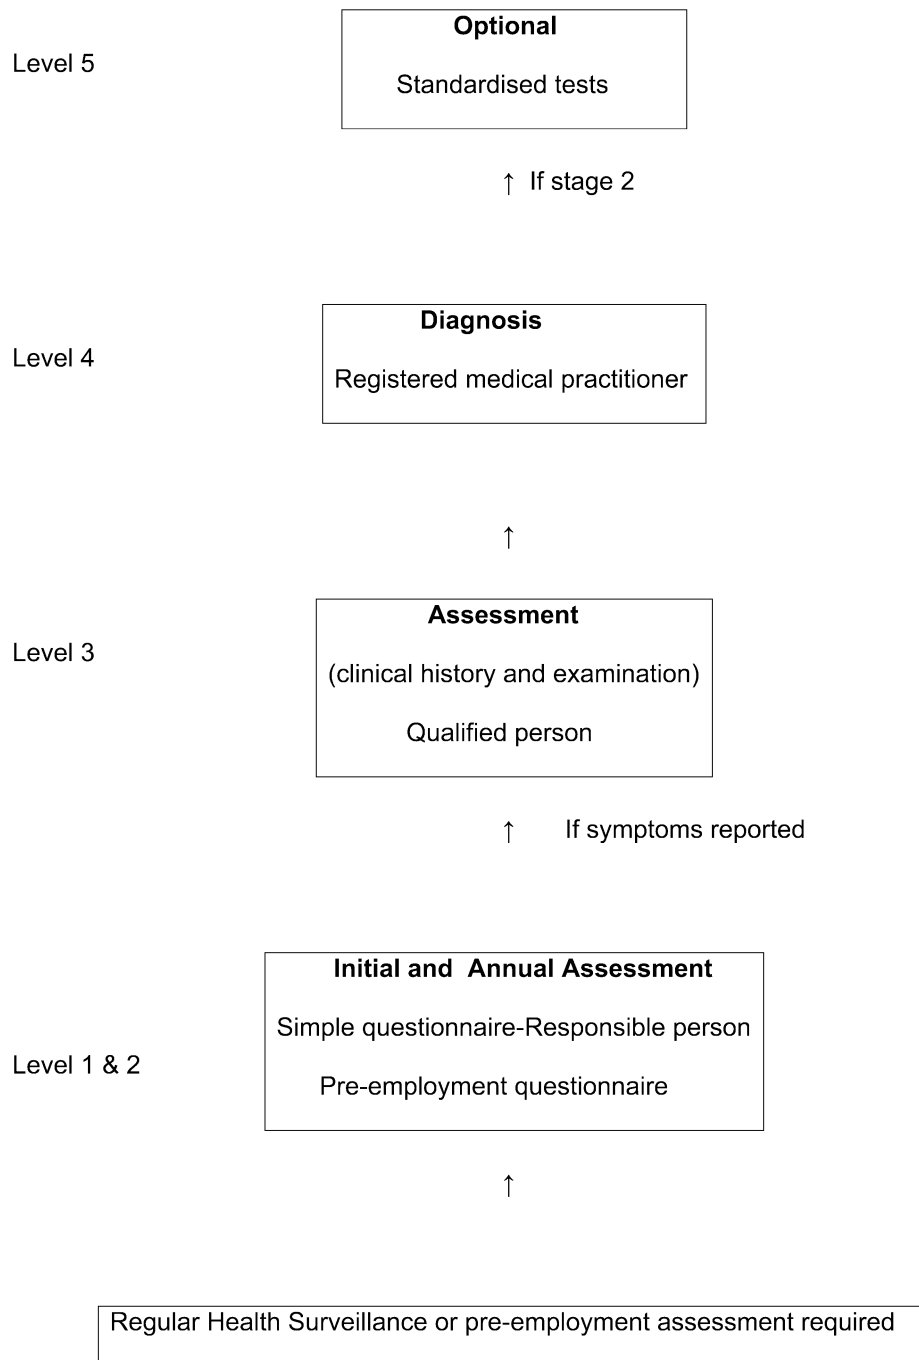 Optional
Level 5
Standardised tests
↑ If stage 2
Diagnosis
Level 4
Registered medical practitioner
↑
Assessment
Level 3
(clinical history and examination)
Qualified person
↑ If symptoms reported
Initial and  Annual Assessment
Simple questionnaire-Responsible person
Level 1 & 2
Pre-employment questionnaire
↑
Regular Health Surveillance or pre-employment assessment required